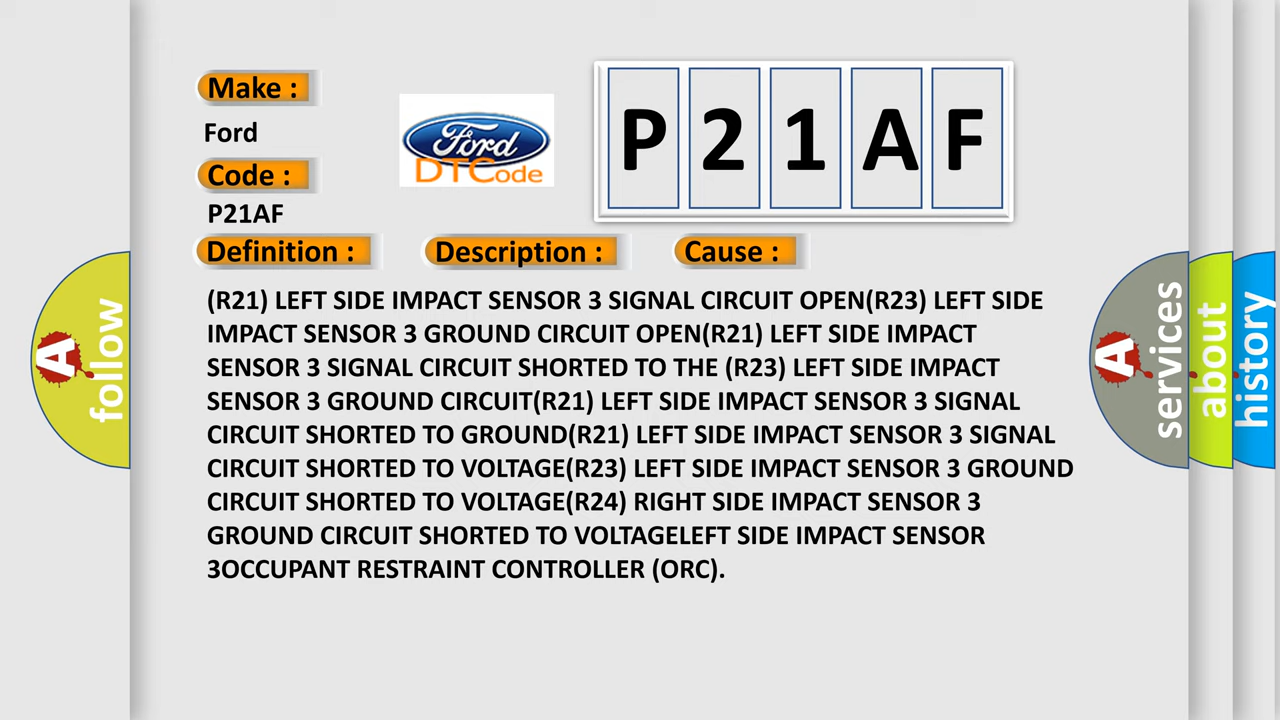 Make :
Ford
Code :
P21AF
Ford
DTCode
P 2 1 A F
Definition :
Description :
Cause :
(R21) LEFT SIDE IMPACT SENSOR 3 SIGNAL CIRCUIT OPEN(R23) LEFT SIDE
IMPACT SENSOR 3 GROUND CIRCUIT OPEN(R21) LEFT SIDE IMPACT
SENSOR 3 SIGNAL CIRCUIT SHORTED TO THE (R23) LEFT SIDE IMPACT
SENSOR 3 GROUND CIRCUIT(R21) LEFT SIDE IMPACT SENSOR 3 SIGNAL
CIRCUIT SHORTED TO GROUND(R21) LEFT SIDE IMPACT SENSOR 3 SIGNAL
CIRCUIT SHORTED TO VOLTAGE(R23) LEFT SIDE IMPACT SENSOR 3 GROUND
CIRCUIT SHORTED TO VOLTAGE(R24) RIGHT SIDE IMPACT SENSOR 3
GROUND CIRCUIT SHORTED TO VOLTAGELEFT SIDE IMPACT SENSOR
3OCCUPANT RESTRAINT CONTROLLER (ORC).
A
follow
A
services
about
history